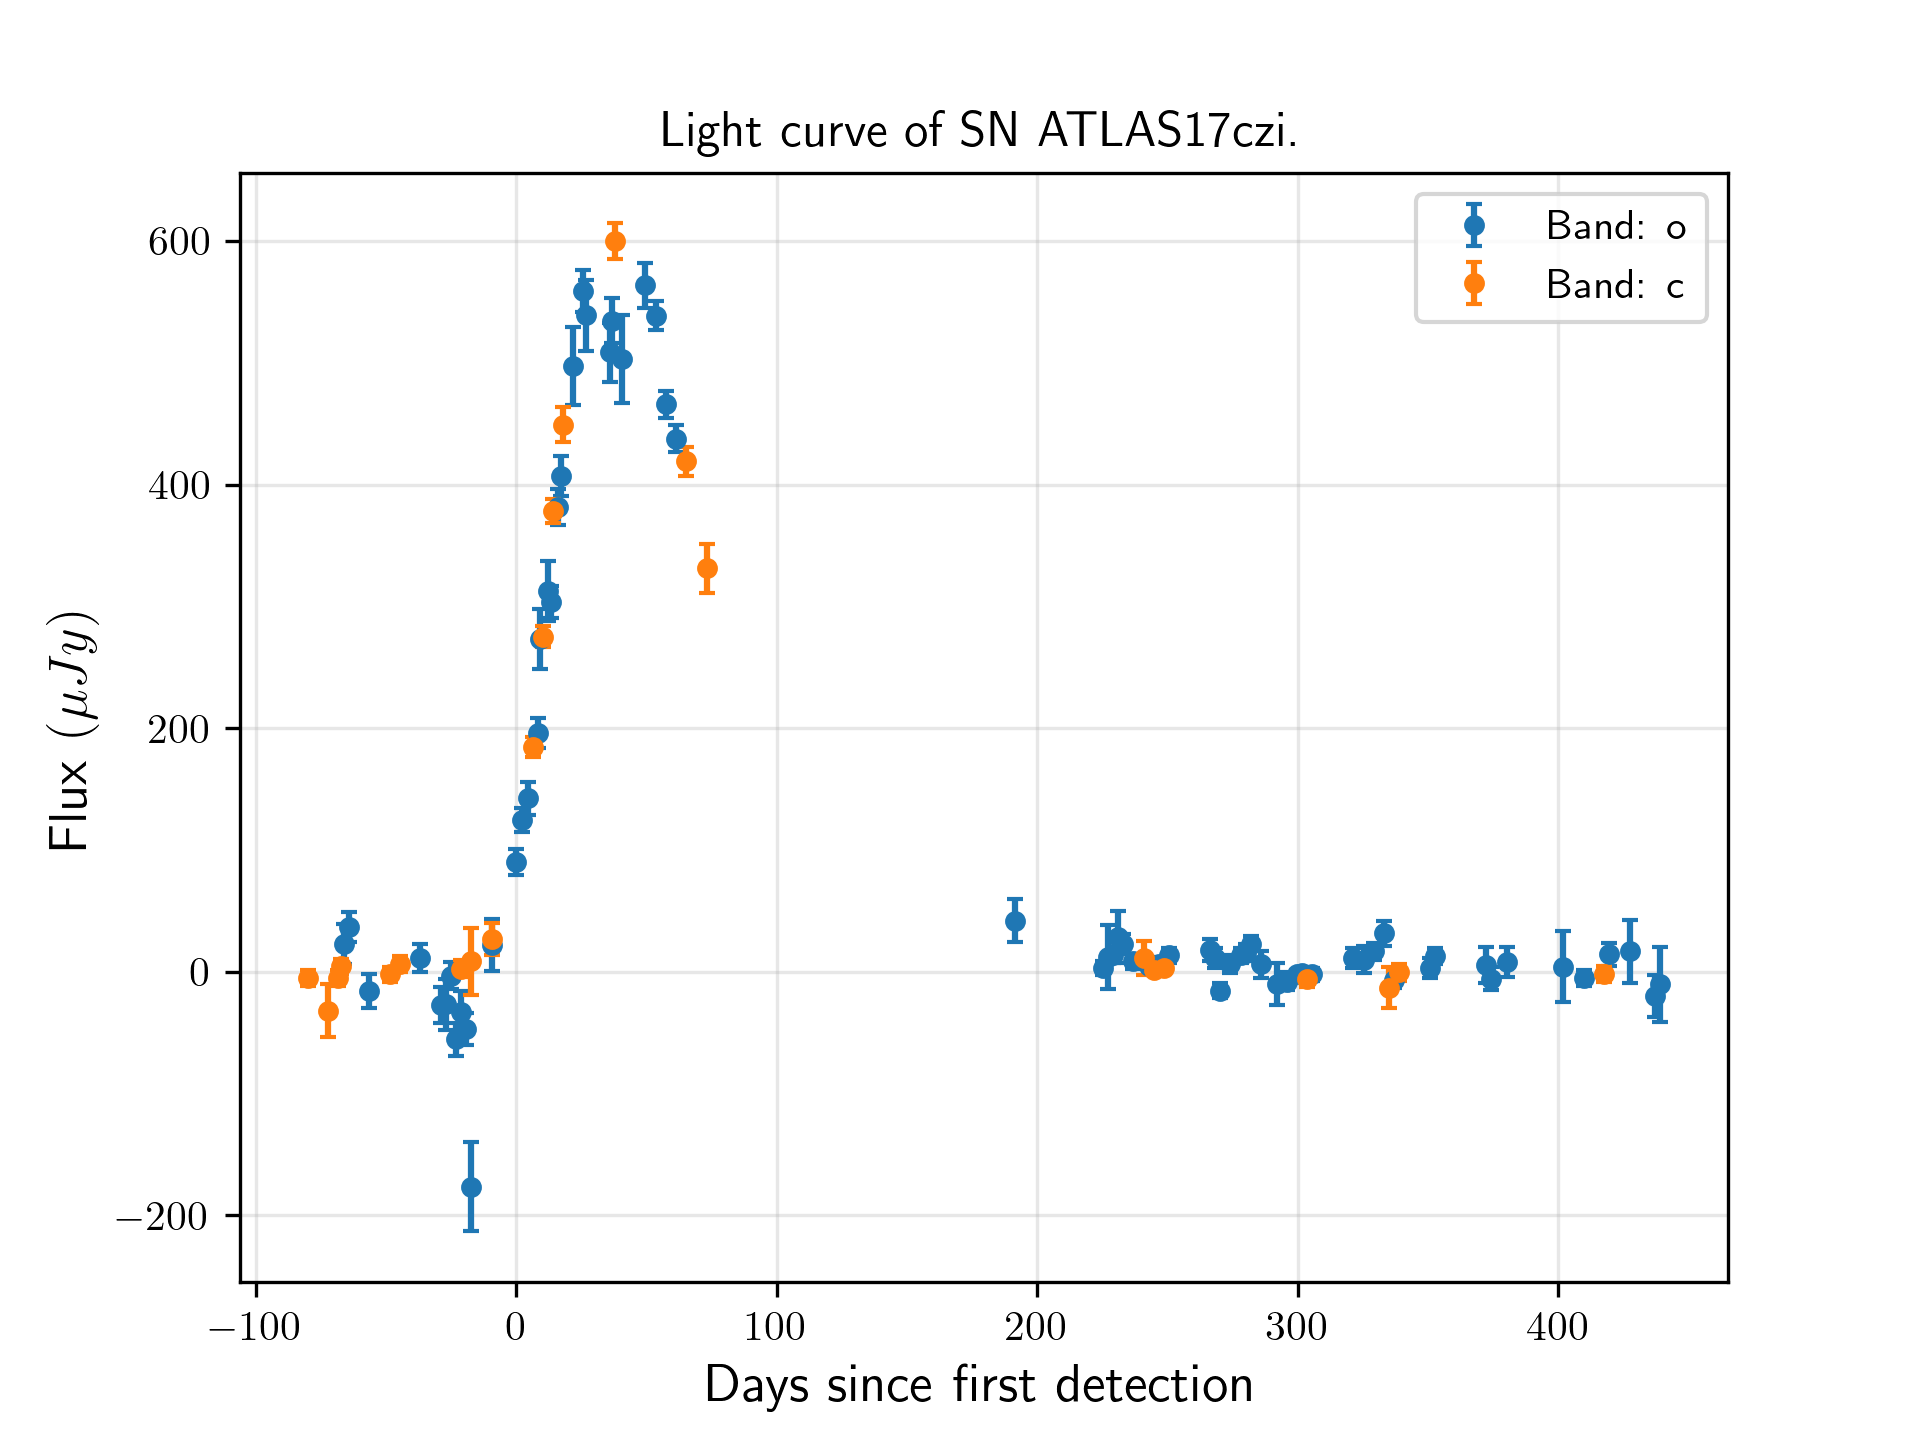 Light curve of SN ATLAS17czi.
Band: o
Band: c
600
400
200
0
−200
Flux (μJy)
−100 0 100 200 300 400
Days since first detection